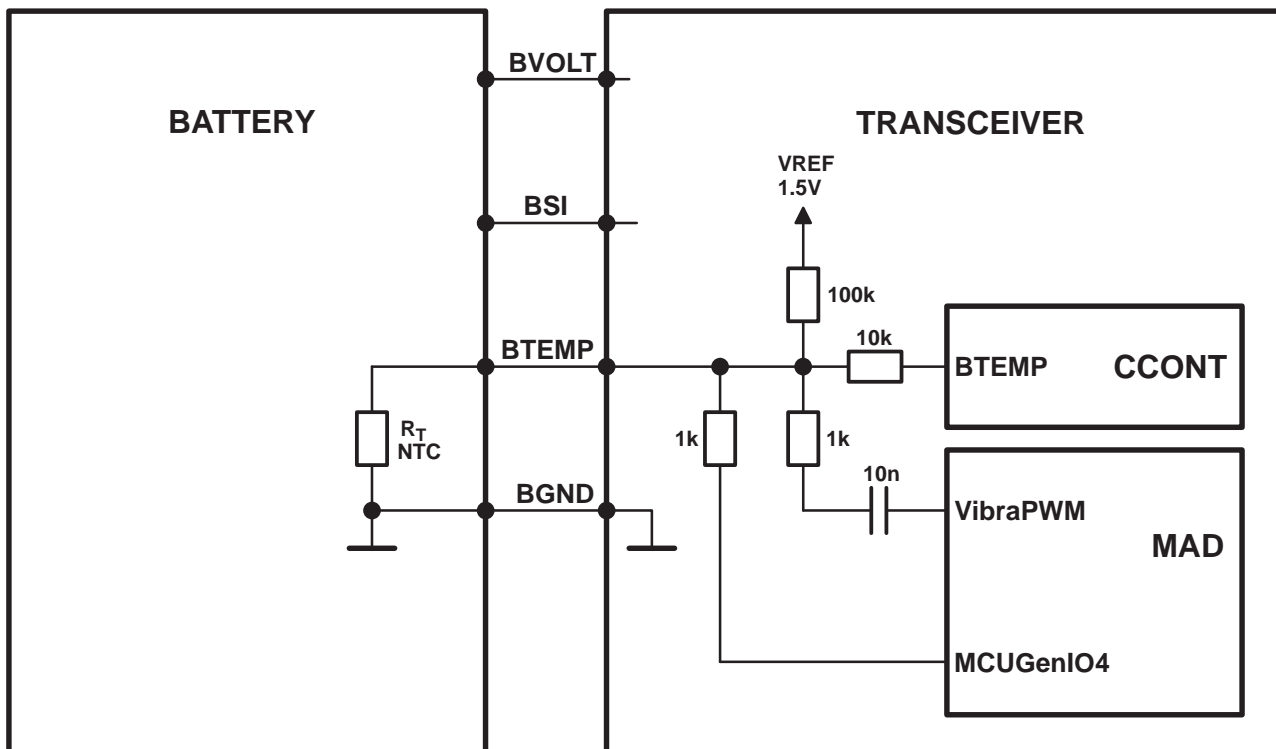 BVOLT
BATTERY
TRANSCEIVER
VREF
1.5V
BSI
100k
BTEMP
10k
BTEMP
CCONT
RT
NTC
1k
1k
10n
BGND
VibraPWM
MAD
MCUGenIO4